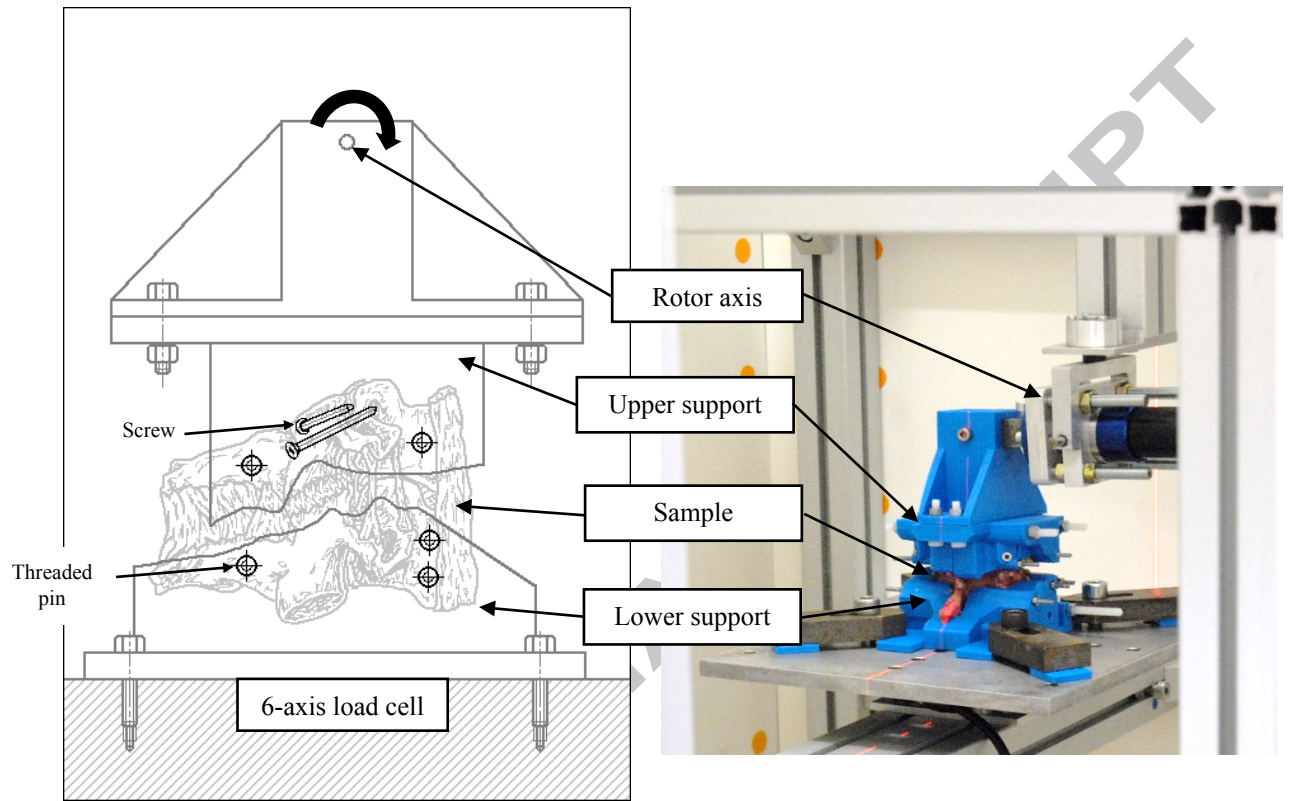 Rotor axis
Upper support
Screw
Sample
Threaded
pin
Lower support
6-axis load cell